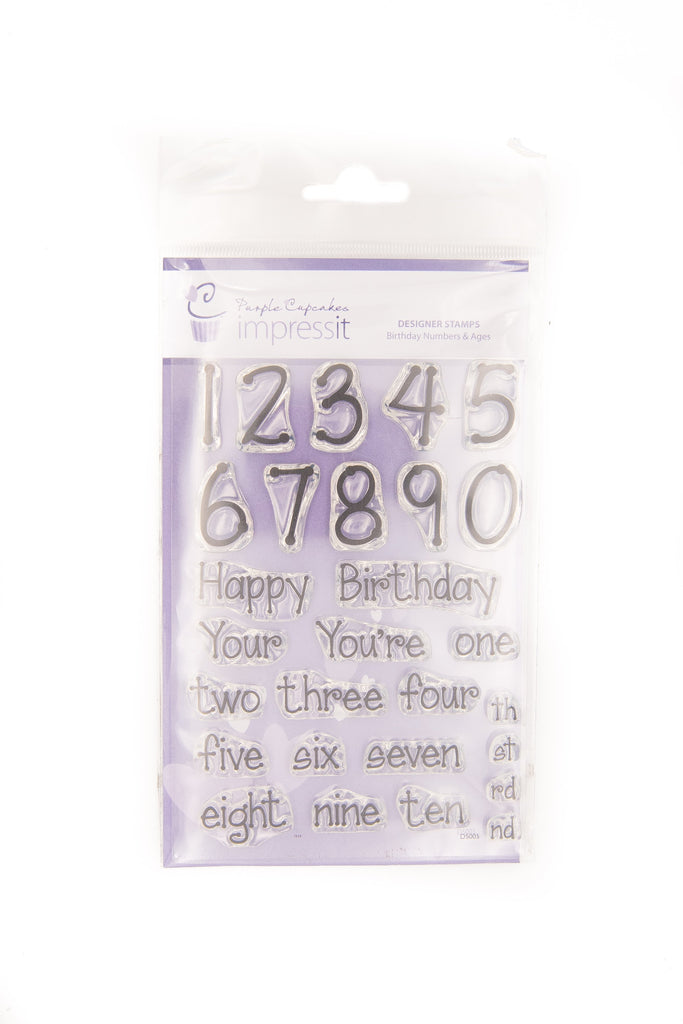 Purple Cupcakes
impressit
DESIGNER STAMPS
Birthday Numbers & Ages
1 2 3 4 5
6 7 8 9 0
Happy Birthday
Your You're one
two three four
th
five six seven
st
rd
eight nine ten
nd
DS005